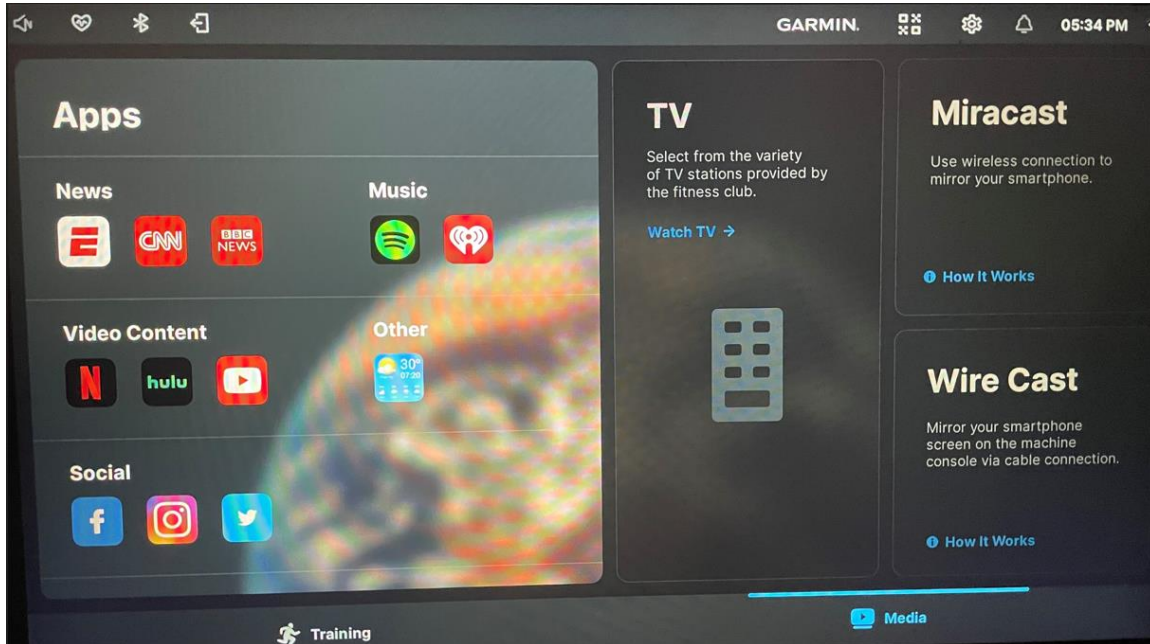 GARMIN.
05:34 PM
Apps
News
Music
E
CNN
BBC
NEWS
Video Content
Other
30°
07:20
N
hulu
Social
f
TV
Select from the variety
of TV stations provided by
the fitness club.
Watch TV →
Miracast
Use wireless connection to
mirror your smartphone.
How It Works
Wire Cast
Mirror your smartphone
screen on the machine
console via cable connection.
How It Works
Training
Media